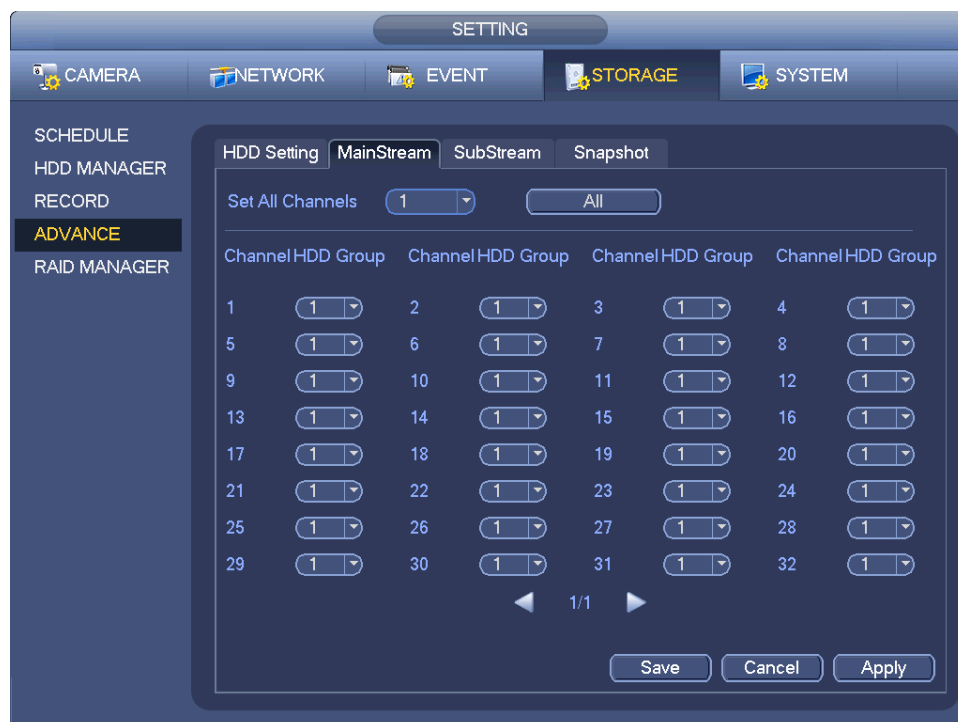 SETTING
CAMERA NETWORK EVENT STORAGE SYSTEM
SCHEDULE
HDD MANAGER
RECORD
ADVANCE
RAID MANAGER
HDD Setting MainStream SubStream Snapshot
Set All Channels 1 All
Channel HDD Group Channel HDD Group Channel HDD Group Channel HDD Group
1 1 2 1 3 1 4 1
5 1 6 1 7 1 8 1
9 1 10 1 11 1 12 1
13 1 14 1 15 1 16 1
17 1 18 1 19 1 20 1
21 1 22 1 23 1 24 1
25 1 26 1 27 1 28 1
29 1 30 1 31 1 32 1
1/1
Save Cancel Apply